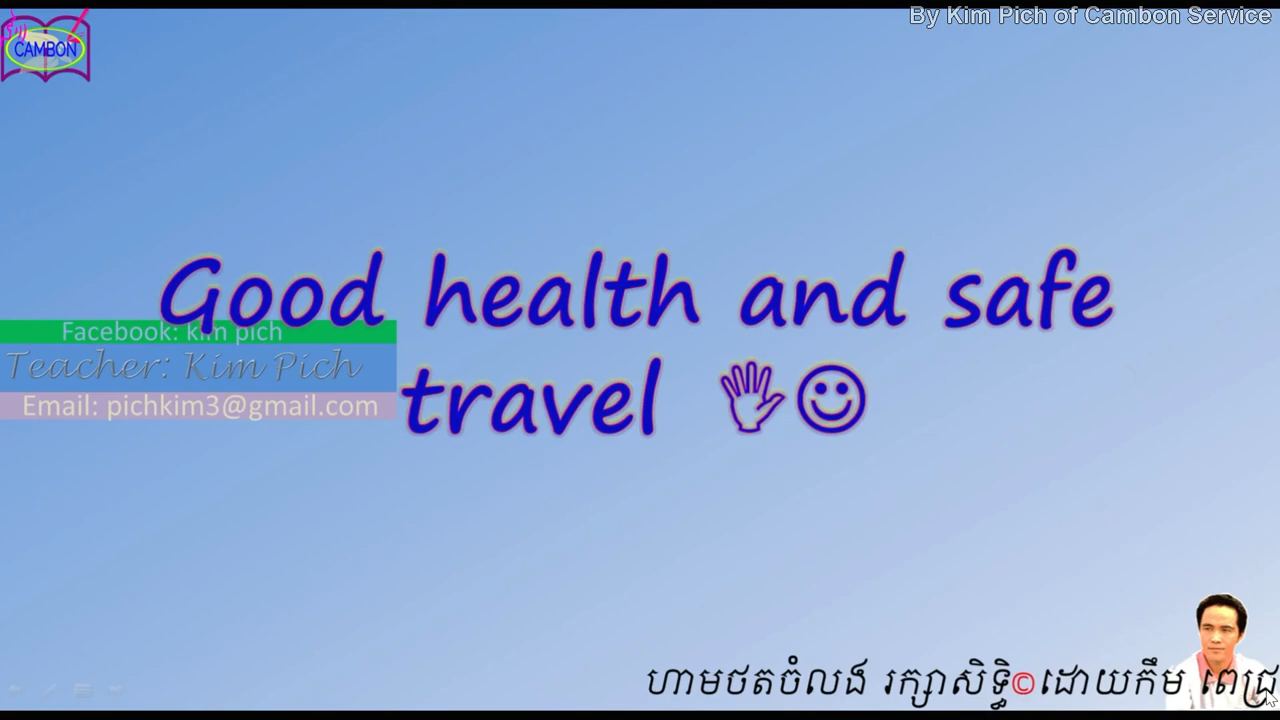 By Kim Pich of Cambon Service
CAMBON
Good health and safe
travel 🖐☺
Facebook: kim pich
Teacher: Kim Pich
Email: pichkim3@gmail.com
ហាមថតចំលង រក្សាសិទ្ធិ©ដោយកឹម ពេជ្រ